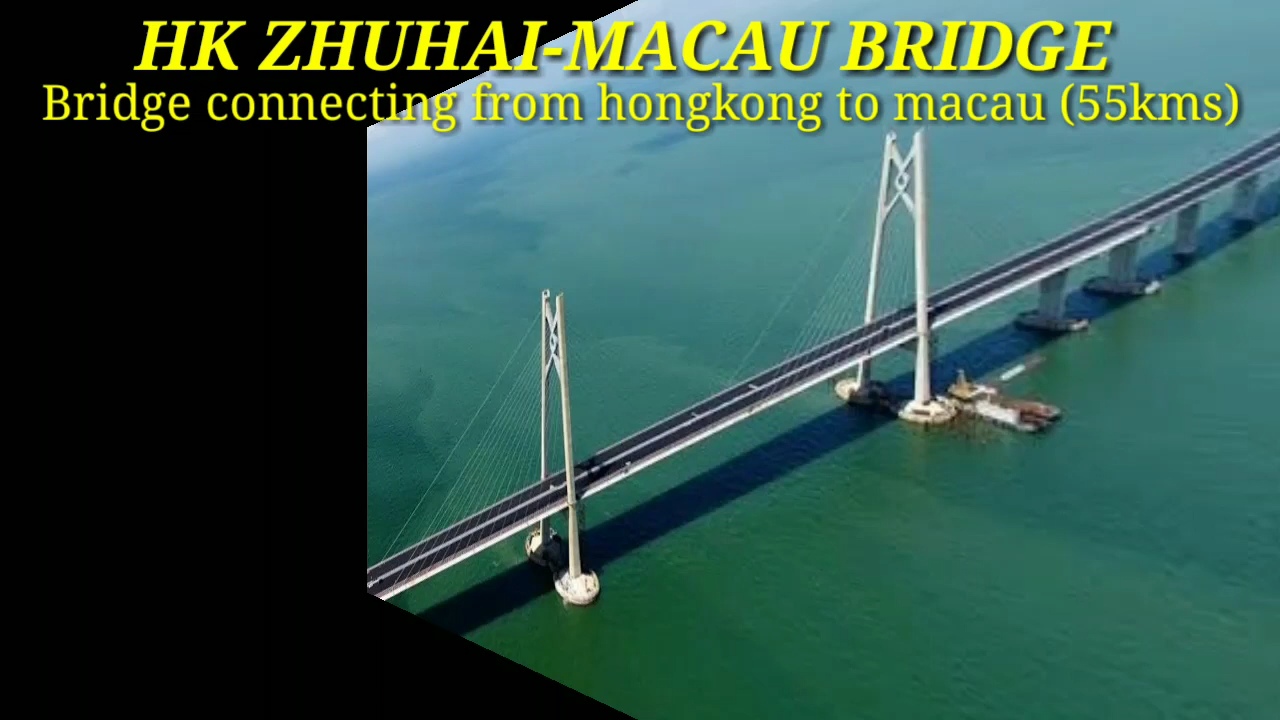 HK ZHUHAI-MACAU BRIDGE
Bridge connecting from hongkong to macau (55kms)